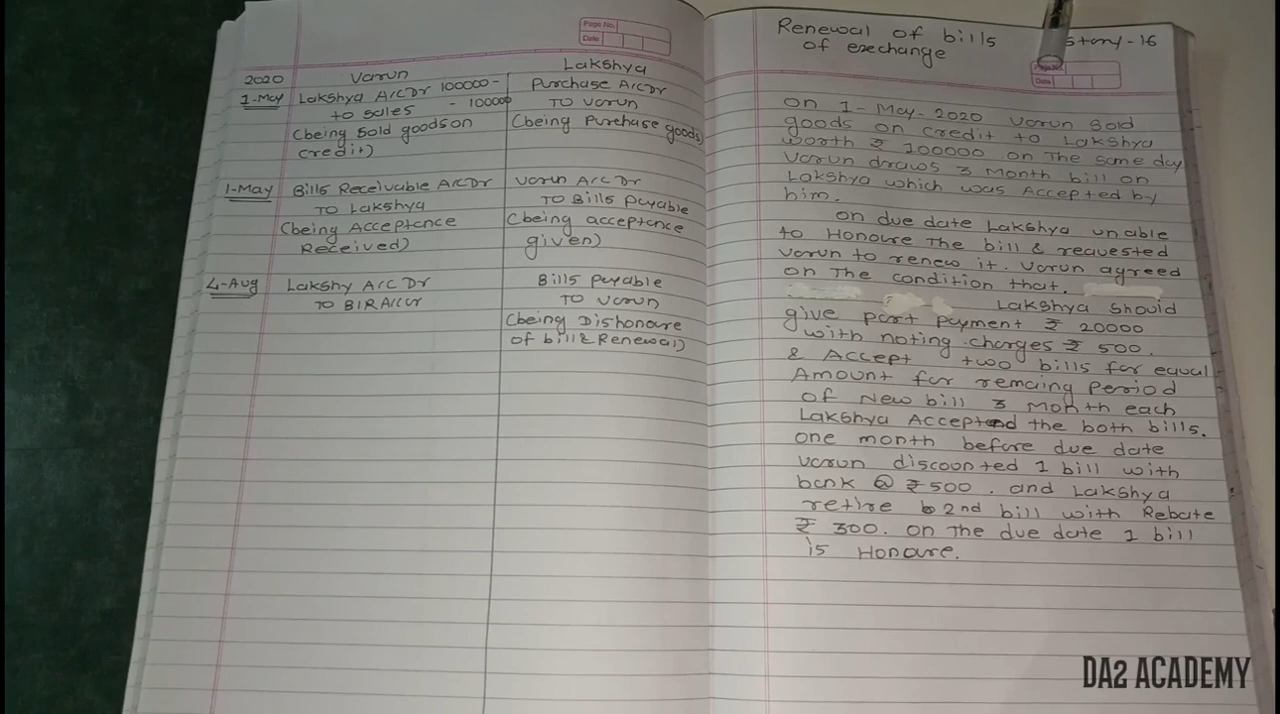 Page No.
Date
2020
Varun
Lakshya
1-May
Lakshya A/C Dr 100000-
to sales - 100000
(being sold goods on
credit)
Purchase A/C Dr
TO Varun
(being Purchase goods)
1-May
Bills Receivable A/C Dr
TO Lakshya
(being Acceptence
Received)
Varun A/C Dr
TO Bills Payable
(being acceptence
given)
4-Aug
Lakshy A/C Dr
TO B/R A/C
Bills Payable
TO Varun
(being Dishonoure
of bill & Renewal)
Renewal of bills
of exechange
Story-16
Date
on 1-May-2020 Varun Sold
goods on credit to Lakshya
worth ₹ 100000 on The same day
Varun draws 3 Month bill on
Lakshya which was Accepted by
him.
on due date Lakshya unable
to Honoure The bill & requested
Varun to renew it. Varun agreed
on The condition that.
Lakshya Should
give part Payment ₹ 20000
with noting charges ₹ 500.
& Accept two bills for equal
Amount for remaing Period
of New bill 3 Month each
Lakshya Accepted the both bills.
one month before due date
Varun discounted 1 bill with
bank @ ₹ 500. and Lakshya
retire 2nd bill with Rebate
₹ 300. on The due date 1 bill
is Honoure.
DA2 ACADEMY